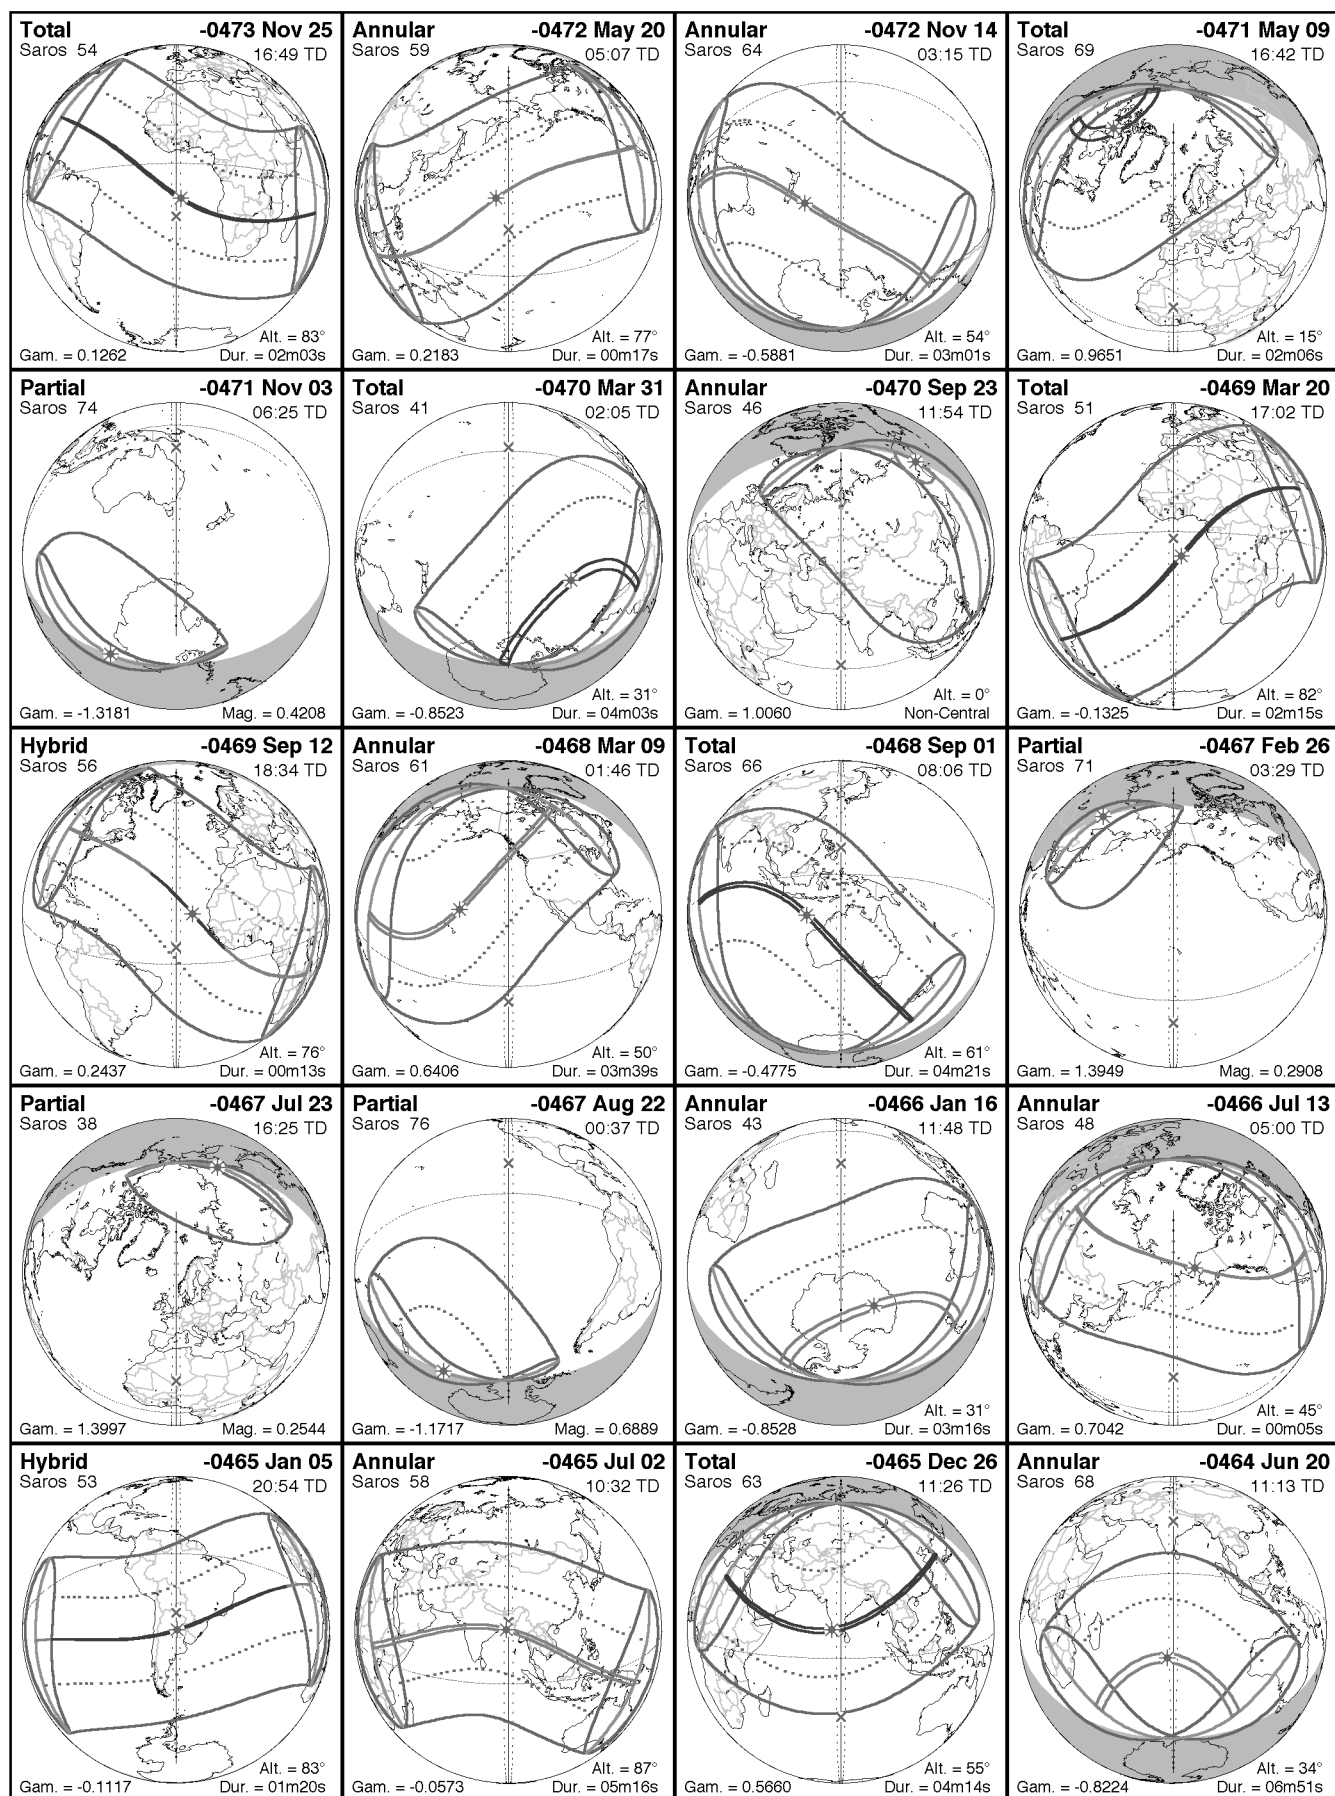 Total -0473 Nov 25
Saros 54 16:49 TD
Alt. = 83°
Gam. = 0.1262 Dur. = 02m03s
Annular -0472 May 20
Saros 59 05:07 TD
Alt. = 77°
Gam. = 0.2183 Dur. = 00m17s
Annular -0472 Nov 14
Saros 64 03:15 TD
Alt. = 54°
Gam. = -0.5881 Dur. = 03m01s
Total -0471 May 09
Saros 69 16:42 TD
Alt. = 15°
Gam. = 0.9651 Dur. = 02m06s
Partial -0471 Nov 03
Saros 74 06:25 TD
Gam. = -1.3181 Mag. = 0.4208
Total -0470 Mar 31
Saros 41 02:05 TD
Alt. = 31°
Gam. = -0.8523 Dur. = 04m03s
Annular -0470 Sep 23
Saros 46 11:54 TD
Alt. = 0°
Gam. = 1.0060 Non-Central
Total -0469 Mar 20
Saros 51 17:02 TD
Alt. = 82°
Gam. = -0.1325 Dur. = 02m15s
Hybrid -0469 Sep 12
Saros 56 18:34 TD
Alt. = 76°
Gam. = 0.2437 Dur. = 00m13s
Annular -0468 Mar 09
Saros 61 01:46 TD
Alt. = 50°
Gam. = 0.6406 Dur. = 03m39s
Total -0468 Sep 01
Saros 66 08:06 TD
Alt. = 61°
Gam. = -0.4775 Dur. = 04m21s
Partial -0467 Feb 26
Saros 71 03:29 TD
Gam. = 1.3949 Mag. = 0.2908
Partial -0467 Jul 23
Saros 38 16:25 TD
Gam. = 1.3997 Mag. = 0.2544
Partial -0467 Aug 22
Saros 76 00:37 TD
Gam. = -1.1717 Mag. = 0.6889
Annular -0466 Jan 16
Saros 43 11:48 TD
Alt. = 31°
Gam. = -0.8528 Dur. = 03m16s
Annular -0466 Jul 13
Saros 48 05:00 TD
Alt. = 45°
Gam. = 0.7042 Dur. = 00m05s
Hybrid -0465 Jan 05
Saros 53 20:54 TD
Alt. = 83°
Gam. = -0.1117 Dur. = 01m20s
Annular -0465 Jul 02
Saros 58 10:32 TD
Alt. = 87°
Gam. = -0.0573 Dur. = 05m16s
Total -0465 Dec 26
Saros 63 11:26 TD
Alt. = 55°
Gam. = 0.5660 Dur. = 04m14s
Annular -0464 Jun 20
Saros 68 11:13 TD
Alt. = 34°
Gam. = -0.8224 Dur. = 06m51s